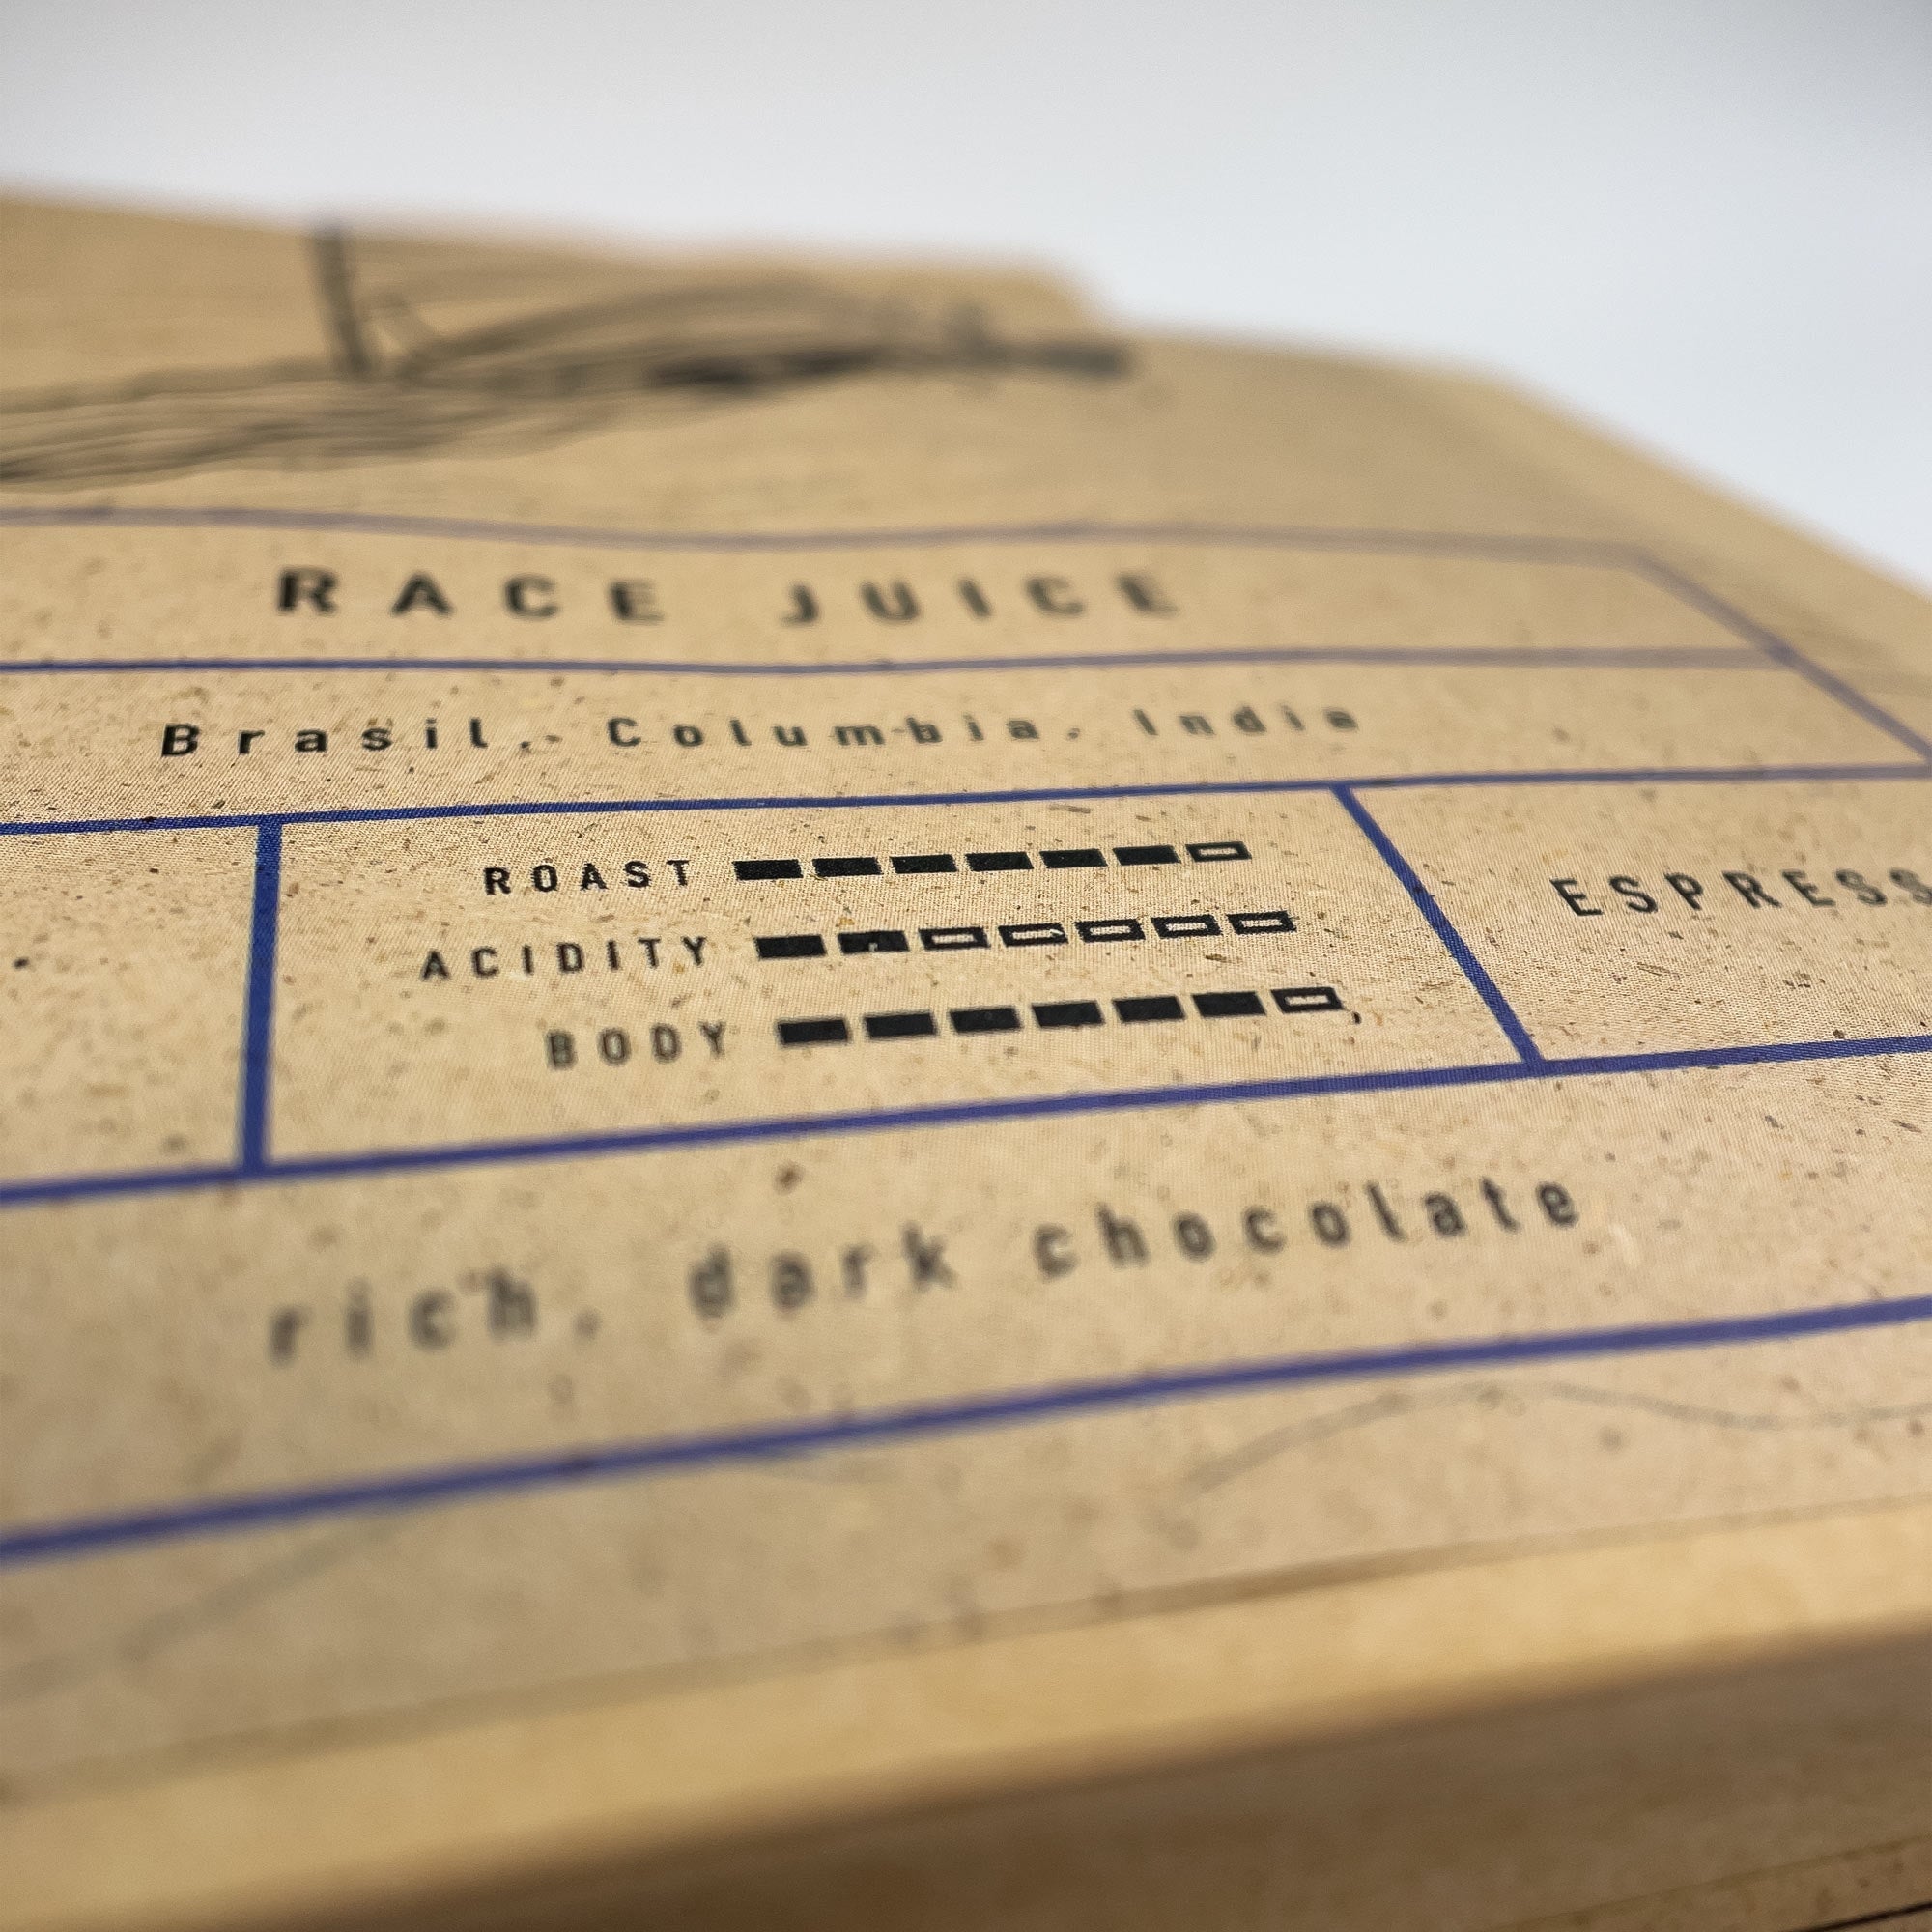 RACE JUICE
Brasil, Columbia, India
ROAST
ACIDITY
BODY
ESPRESS
rich, dark chocolate